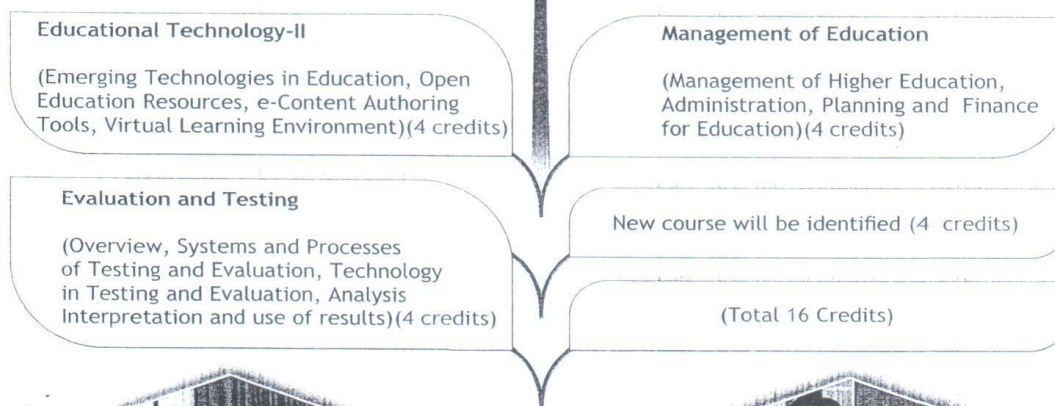 Educational Technology-II
(Emerging Technologies in Education, Open
Education Resources, e-Content Authoring
Tools, Virtual Learning Environment)(4 credits)
Management of Education
(Management of Higher Education,
Administration, Planning and Finance
for Education)(4 credits)
Evaluation and Testing
(Overview, Systems and Processes
of Testing and Evaluation, Technology
in Testing and Evaluation, Analysis
Interpretation and use of results)(4 credits)
New course will be identified (4 credits)
(Total 16 Credits)